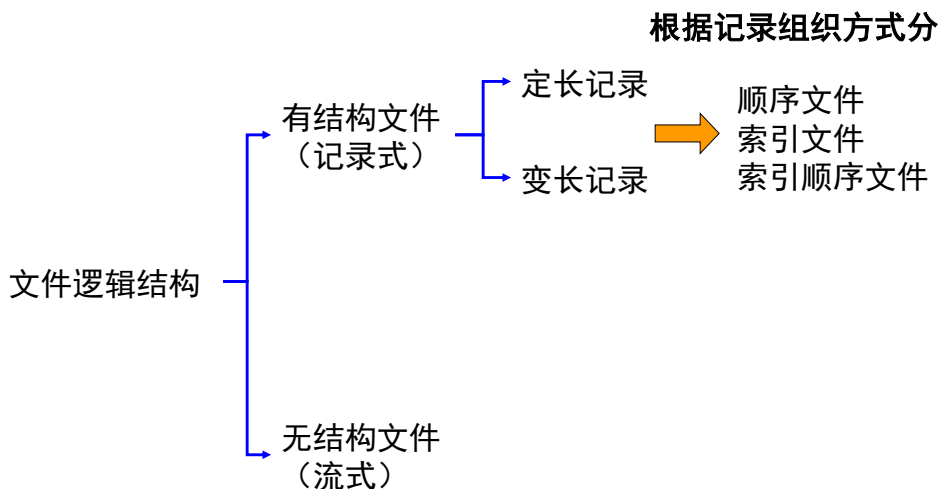 根据记录组织方式分
定长记录
有结构文件
（记录式）
变长记录
顺序文件
索引文件
索引顺序文件
文件逻辑结构
无结构文件
（流式）